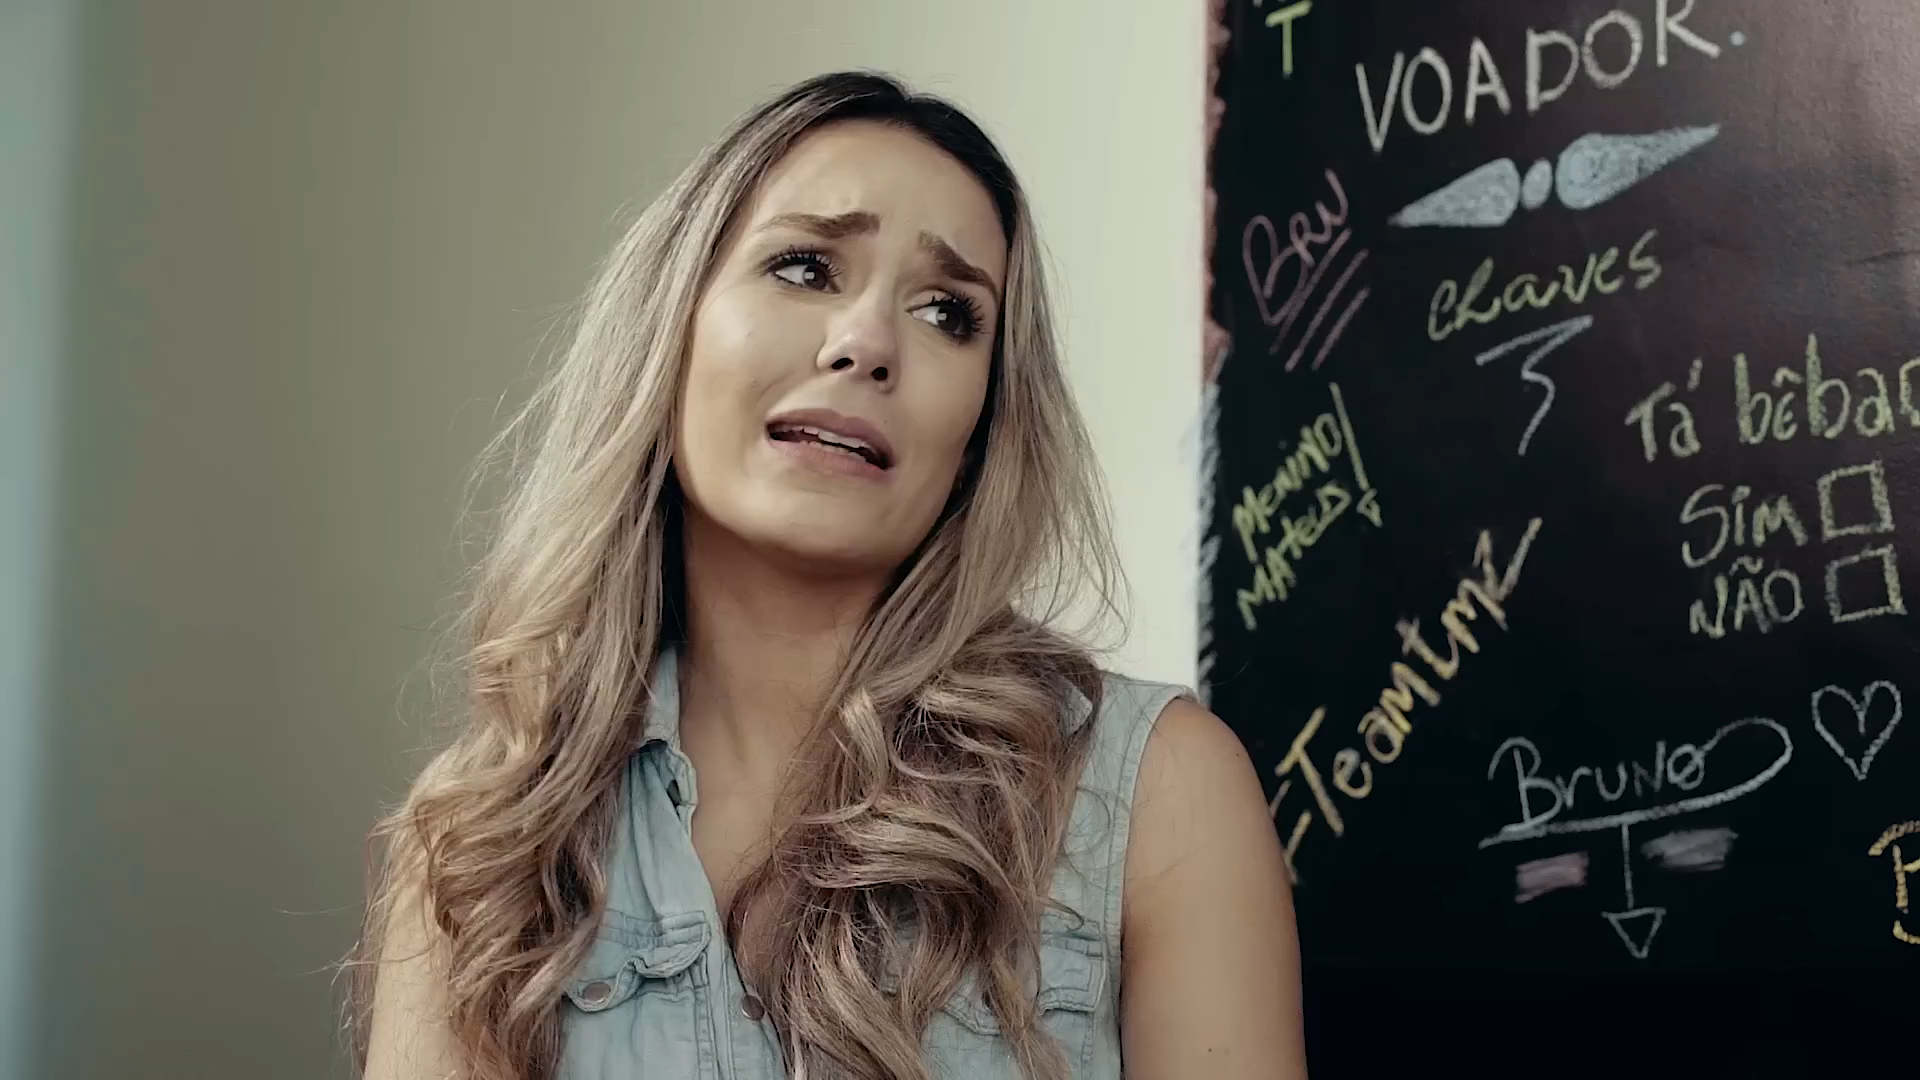 T
VOADOR.
BRU
chaves
Tá bêbad
SIM
NÃO
MENINO
MATEUS
-Teamtmz
Bruno